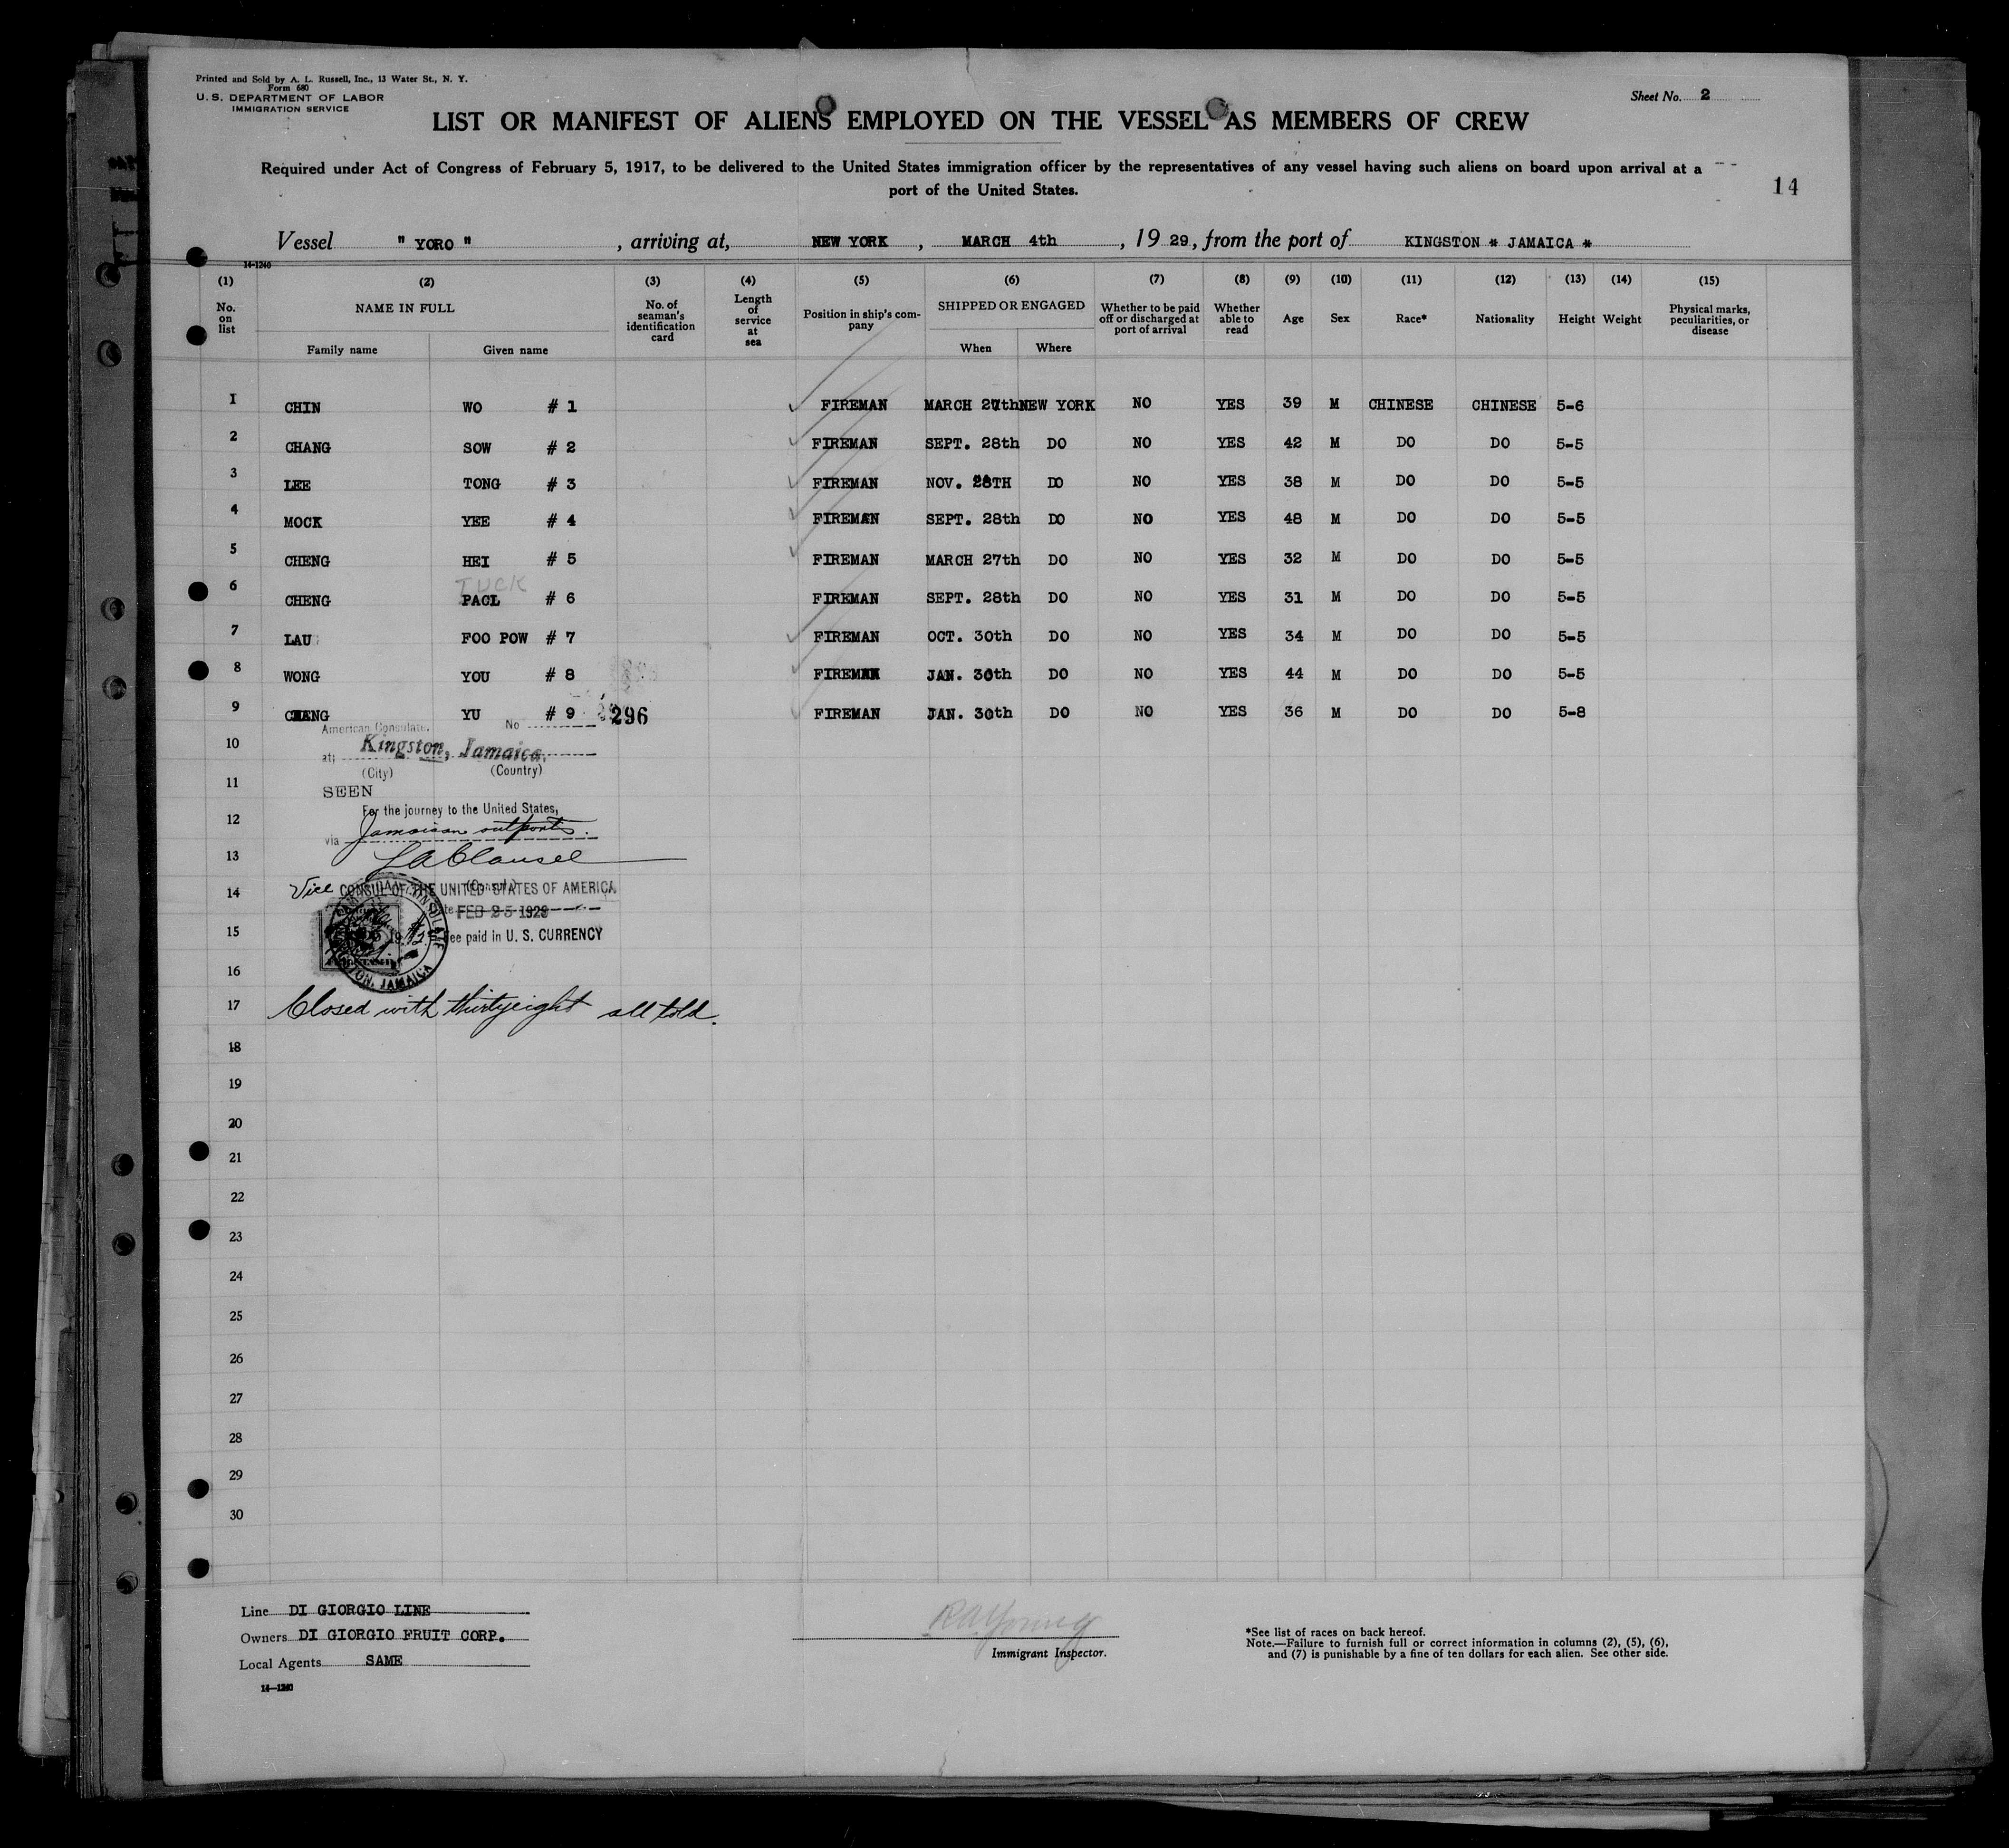 Printed and Sold by A. L. Russell, Inc., 13 Water St., N. Y.
Form 680
U. S. DEPARTMENT OF LABOR
IMMIGRATION SERVICE
Sheet No. 2
LIST OR MANIFEST OF ALIENS EMPLOYED ON THE VESSEL AS MEMBERS OF CREW
Required under Act of Congress of February 5, 1917, to be delivered to the United States immigration officer by the representatives of any vessel having such aliens on board upon arrival at a
port of the United States.
14
Vessel " YORO " , arriving at, NEW YORK , MARCH 4th , 19 29, from the port of KINGSTON * JAMAICA *
14-1240
(1) (2) (3) (4) (5) (6) (7) (8) (9) (10) (11) (12) (13) (14) (15)
No. on list NAME IN FULL No. of seaman's identification card Length of service at sea Position in ship's company SHIPPED OR ENGAGED Whether to be paid off or discharged at port of arrival Whether able to read Age Sex Race* Nationality Height Weight Physical marks, peculiarities, or disease
Family name Given name When Where
1 CHIN WO # 1 FIREMAN MARCH 27th NEW YORK NO YES 39 M CHINESE CHINESE 5-6
2 CHANG SOW # 2 FIREMAN SEPT. 28th DO NO YES 42 M DO DO 5-5
3 LEE TONG # 3 FIREMAN NOV. 28TH DO NO YES 38 M DO DO 5-5
4 MOCK YEE # 4 FIREMAN SEPT. 28th DO NO YES 48 M DO DO 5-5
5 CHENG HEI # 5 FIREMAN MARCH 27th DO NO YES 32 M DO DO 5-5
TUCK
6 CHENG PACL # 6 FIREMAN SEPT. 28th DO NO YES 31 M DO DO 5-5
7 LAU FOO POW # 7 FIREMAN OCT. 30th DO NO YES 34 M DO DO 5-5
8 WONG YOU # 8 FIREMAN JAN. 30th DO NO YES 44 M DO DO 5-5
9 YU # 9 296 FIREMAN JAN. 30th DO NO YES 36 M DO DO 5-8
American Consulate. No
10 at Kingston, Jamaica.
(City) (Country)
11 SEEN
For the journey to the United States,
12 via Jamaican outports.
13
14 Vice CONSUL OF THE UNITED STATES OF AMERICA
(Consul)
FEB 25 1929
15 Fee paid in U. S. CURRENCY
16
JAMAICA
17 Closed with thirtyeight all told.
18
19
20
21
22
23
24
25
26
27
28
29
30
Line DI GIORGIO LINE
Owners DI GIORGIO FRUIT CORP.
Local Agents SAME
14-1240
RA Young
Immigrant Inspector.
*See list of races on back hereof.
Note.—Failure to furnish full or correct information in columns (2), (5), (6),
and (7) is punishable by a fine of ten dollars for each alien. See other side.